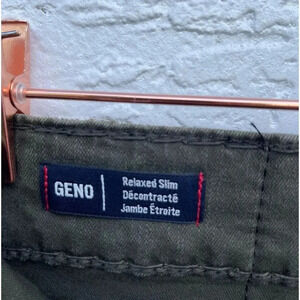 GENO
Relaxed Slim
Décontracté
Jambe Étroite